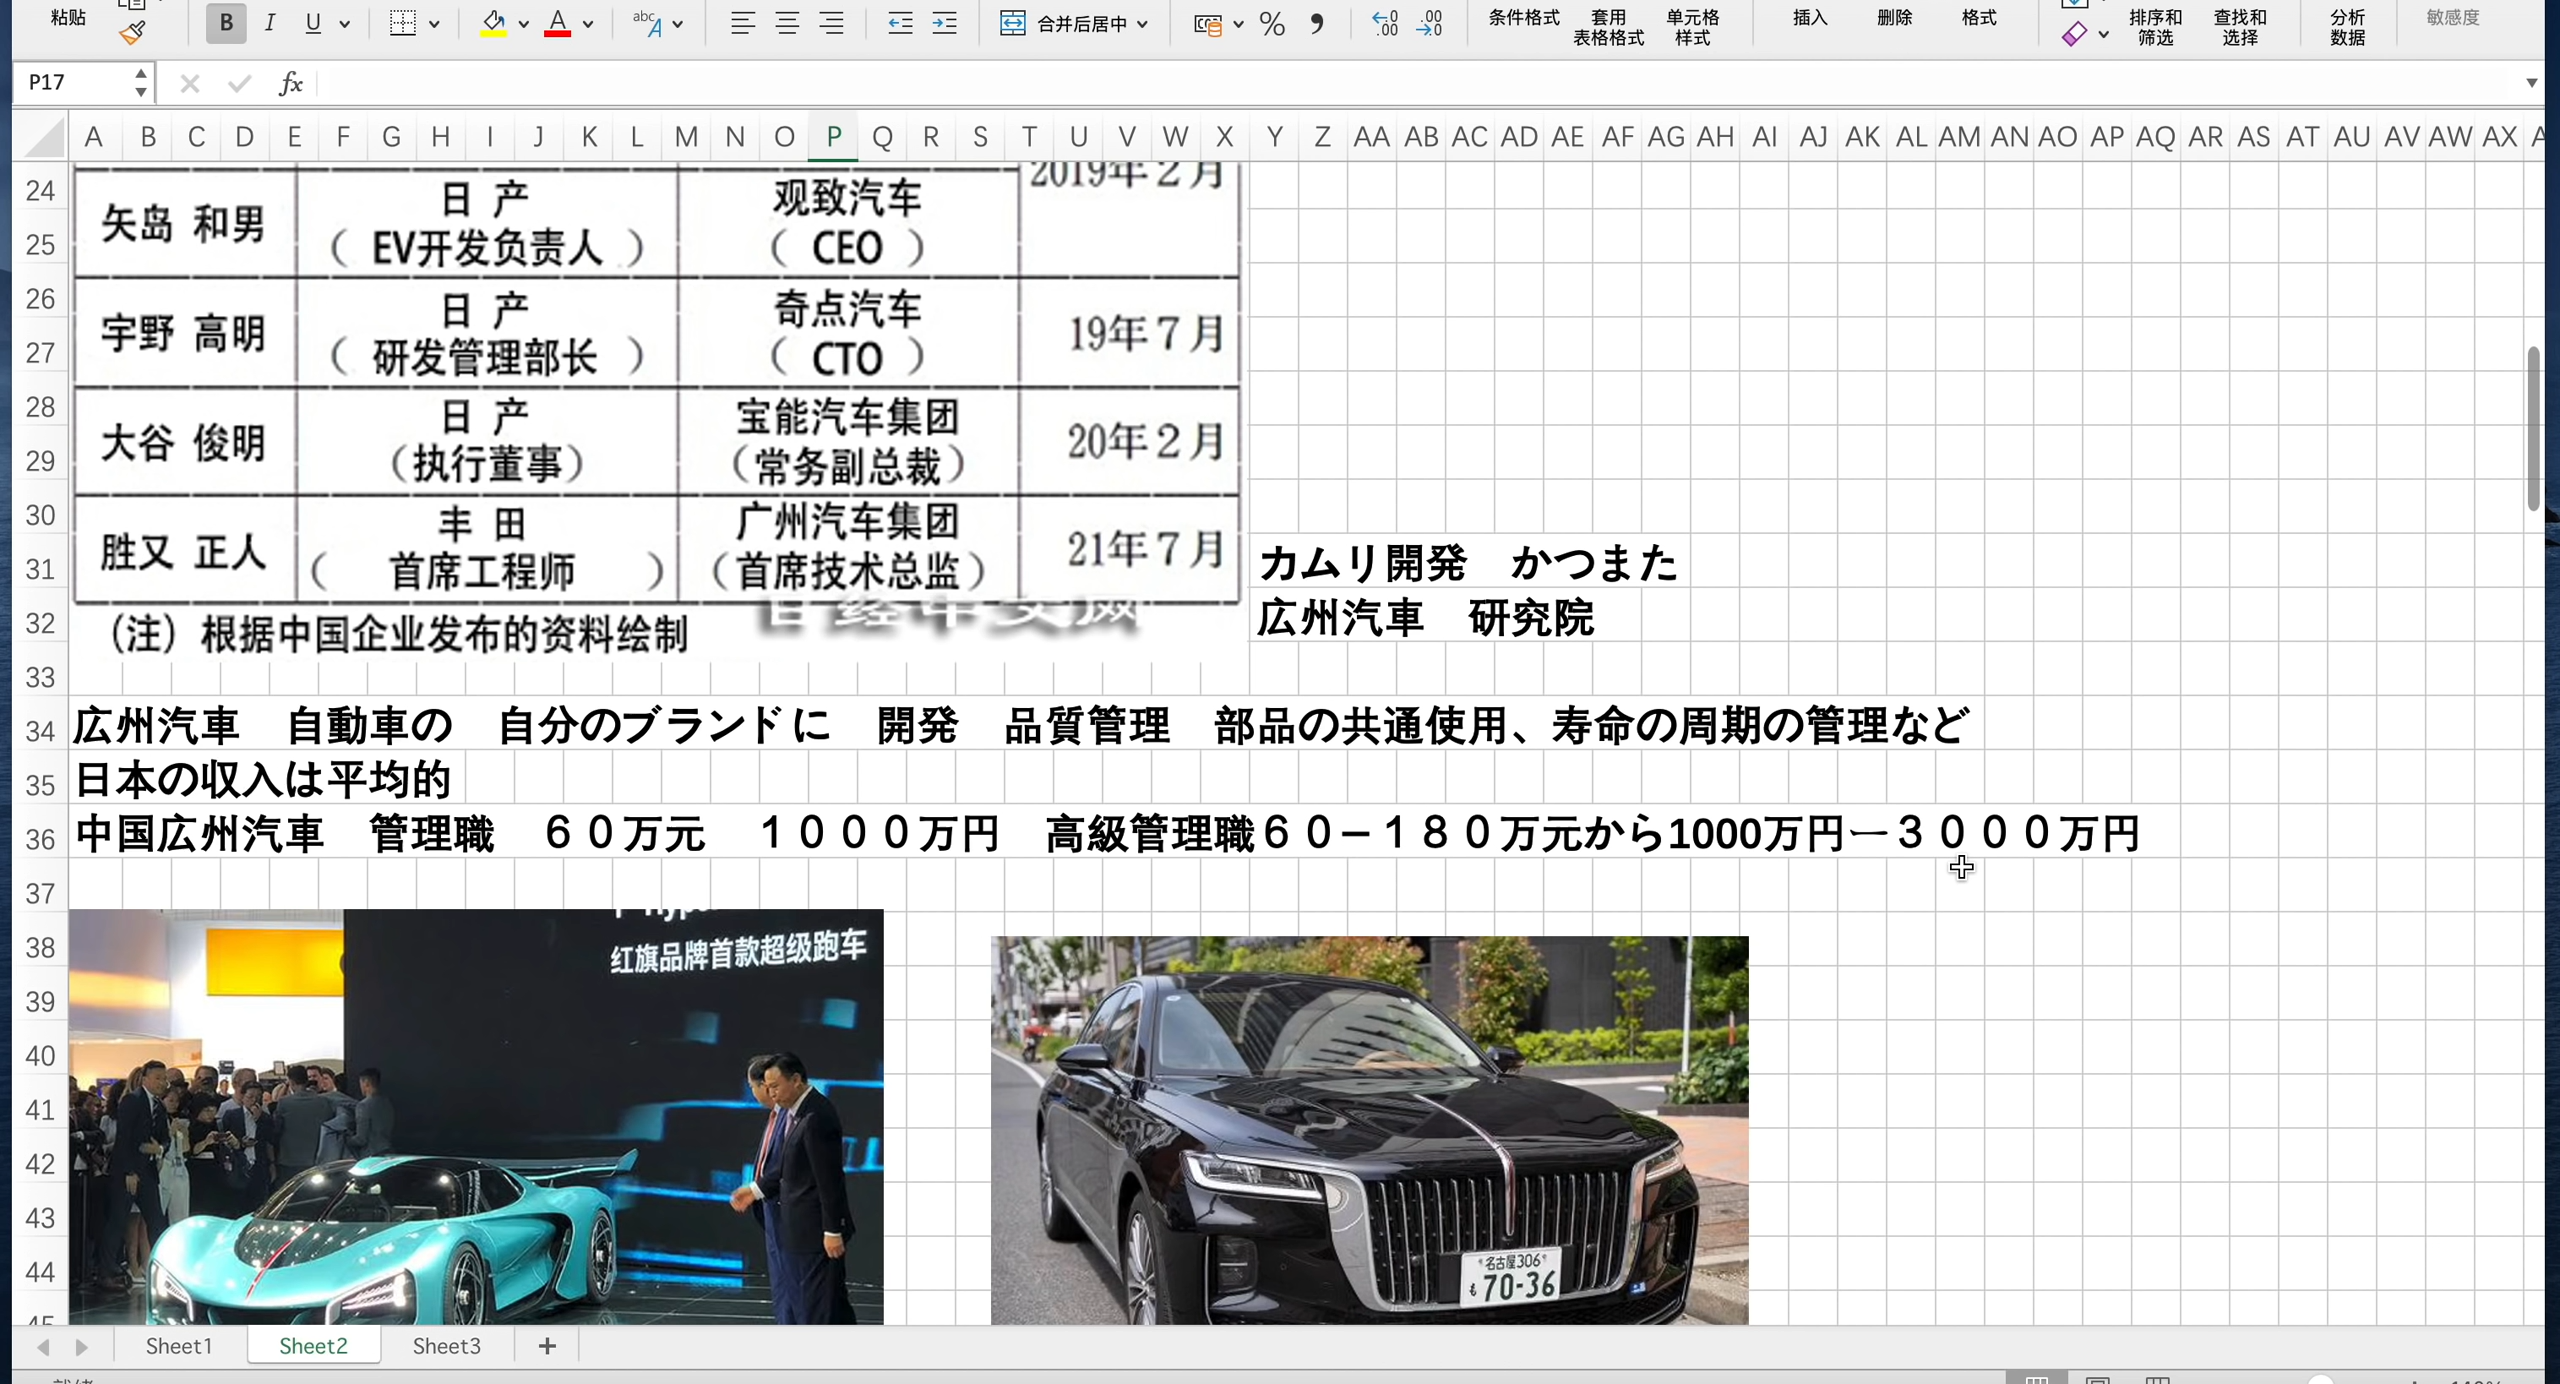 粘贴
B I U
abc A
合并后居中
%
条件格式
套用
表格格式
单元格
样式
插入
删除
格式
排序和
筛选
查找和
选择
分析
数据
敏感度
P17
fx
A B C D E F G H I J K L M N O P Q R S T U V W X Y Z AA AB AC AD AE AF AG AH AI AJ AK AL AM AN AO AP AQ AR AS AT AU AV AW AX
24
25
26
27
28
29
30
31
32
33
34
35
36
37
38
39
40
41
42
43
44
45
2019年2月
矢岛 和男
日 产
（ EV开发负责人 ）
观致汽车
（ CEO ）
宇野 高明
日 产
（ 研发管理部长 ）
奇点汽车
（ CTO ）
19年7月
大谷 俊明
日 产
（执行董事）
宝能汽车集团
（常务副总裁）
20年2月
胜又 正人
丰 田
（ 首席工程师 ）
广州汽车集团
（首席技术总监）
21年7月
カムリ開発　かつまた
広州汽車　研究院
（注）根据中国企业发布的资料绘制
日经中文网
広州汽車　自動車の　自分のブランドに　開発　品質管理　部品の共通使用、寿命の周期の管理など
日本の収入は平均的
中国広州汽車　管理職　６０万元　１０００万円　高級管理職６０−１８０万元から1000万円ー３０００万円
红旗品牌首款超级跑车
名古屋306
も 70-36
Sheet1
Sheet2
Sheet3
+